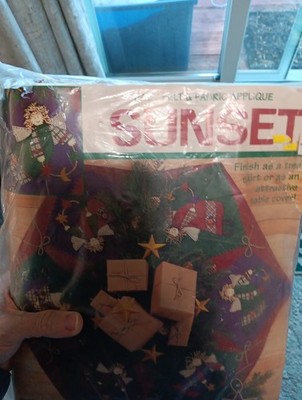 FELT & FABRIC APPLIQUE
SUNSET
Finish as a tree
skirt or as an
attractive
table cover!